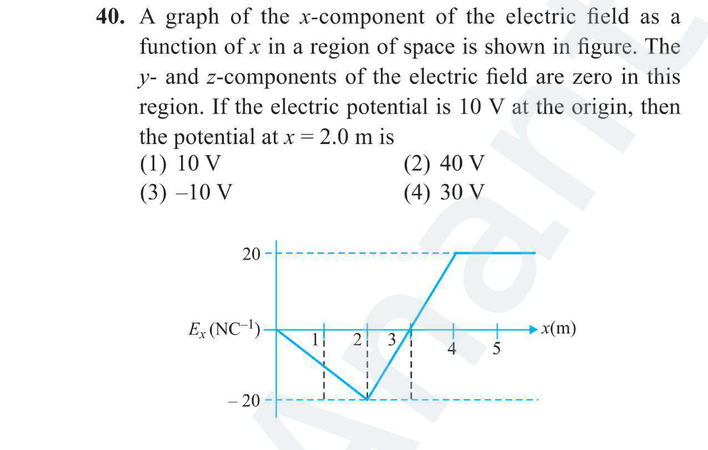 40. A graph of the x-component of the electric field as a
function of x in a region of space is shown in figure. The
y- and z-components of the electric field are zero in this
region. If the electric potential is 10 V at the origin, then
the potential at x = 2.0 m is
(1) 10 V (2) 40 V
(3) –10 V (4) 30 V
20
Eₓ (NC⁻¹) 1 2 3 4 5 x(m)
– 20
Anant